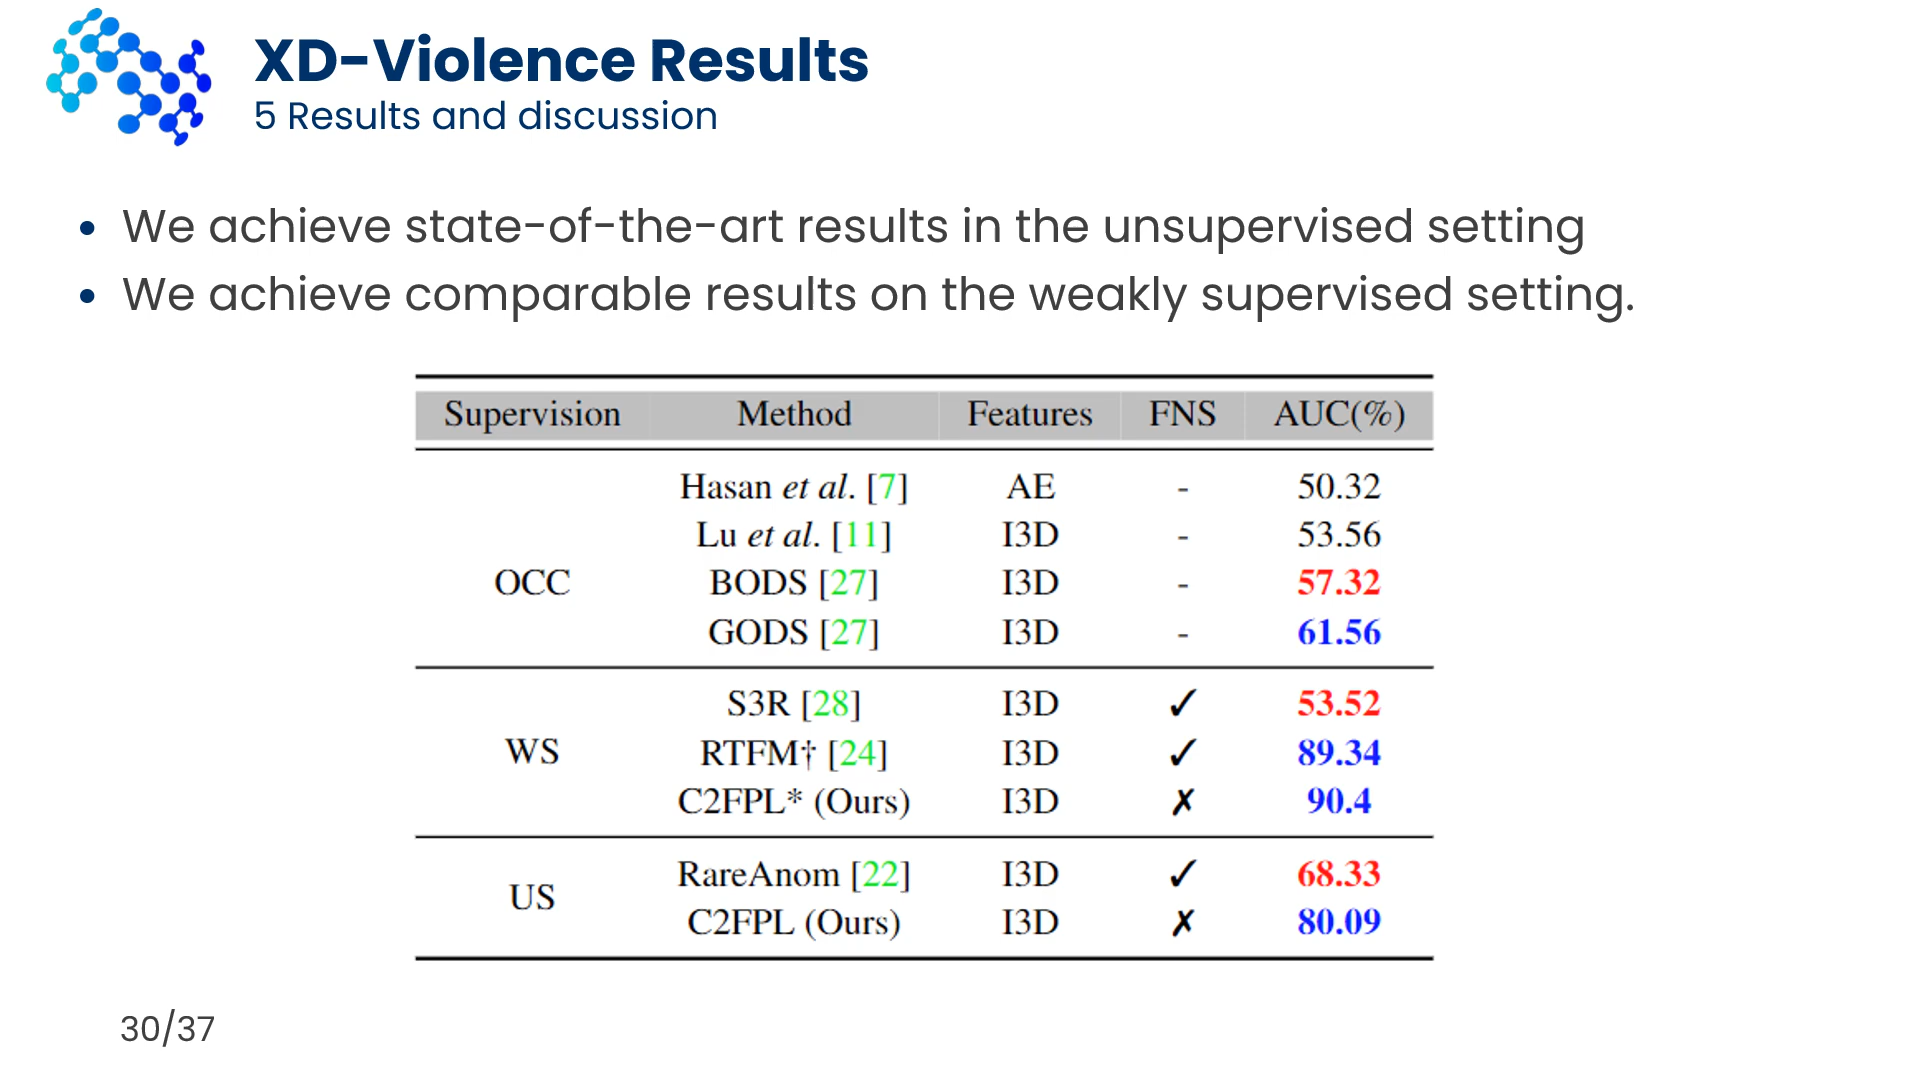 XD-Violence Results
5 Results and discussion
• We achieve state-of-the-art results in the unsupervised setting
• We achieve comparable results on the weakly supervised setting.
Supervision Method Features FNS AUC(%)
Hasan et al. [7] AE - 50.32
Lu et al. [11] I3D - 53.56
OCC BODS [27] I3D - 57.32
GODS [27] I3D - 61.56
S3R [28] I3D ✓ 53.52
WS RTFM† [24] I3D ✓ 89.34
C2FPL* (Ours) I3D ✗ 90.4
US RareAnom [22] I3D ✓ 68.33
C2FPL (Ours) I3D ✗ 80.09
30/37